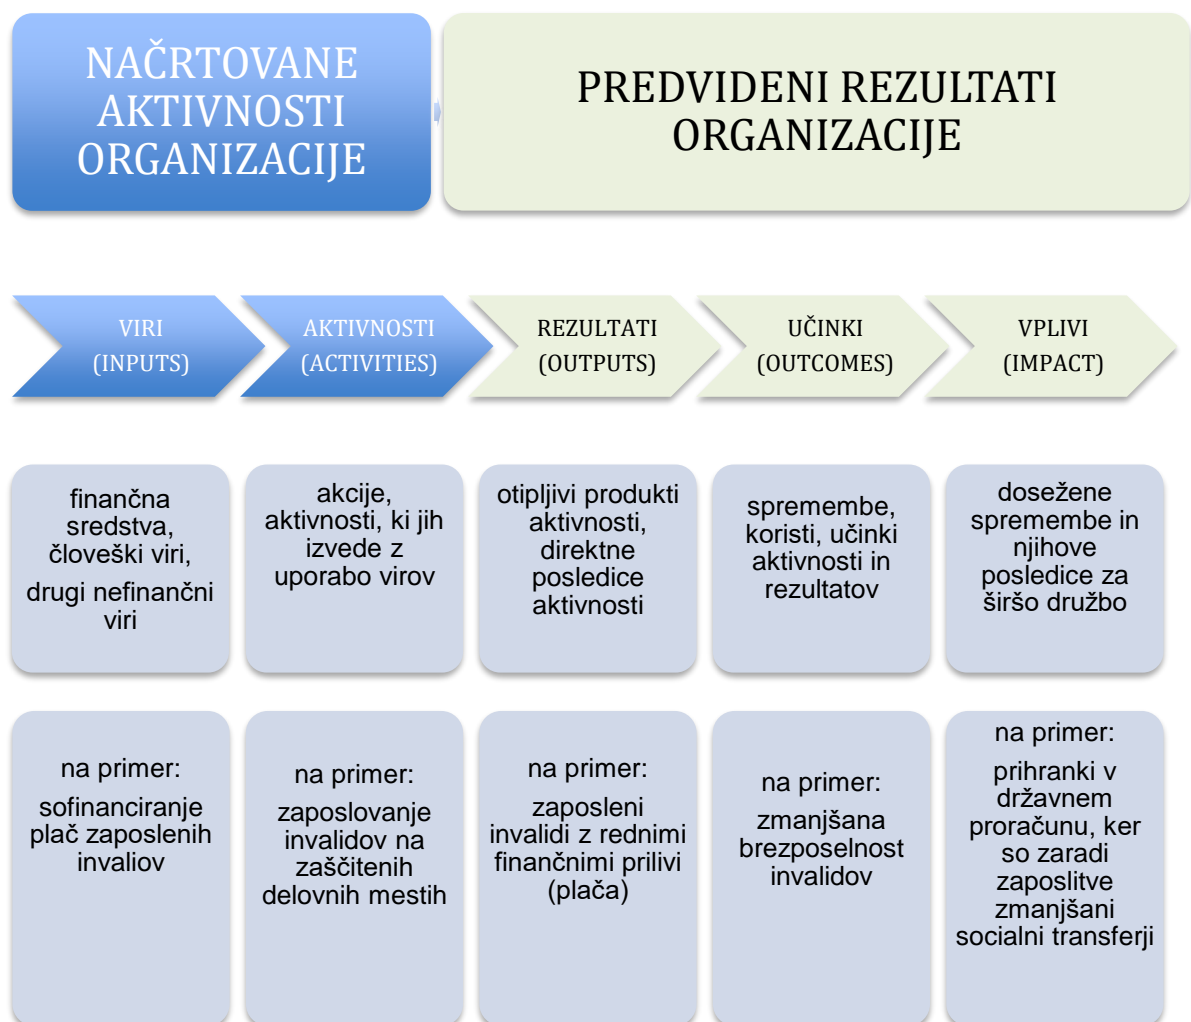 NAČRTOVANE
AKTIVNOSTI
ORGANIZACIJE
PREDVIDENI REZULTATI
ORGANIZACIJE
VIRI
(INPUTS)
AKTIVNOSTI
(ACTIVITIES)
REZULTATI
(OUTPUTS)
UČINKI
(OUTCOMES)
VPLIVI
(IMPACT)
finančna
sredstva,
človeški viri,
drugi nefinančni
viri
akcije,
aktivnosti, ki jih
izvede z
uporabo virov
otipljivi produkti
aktivnosti,
direktne
posledice
aktivnosti
spremembe,
koristi, učinki
aktivnosti in
rezultatov
dosežene
spremembe in
njihove
posledice za
širšo družbo
na primer:
sofinanciranje
plač zaposlenih
invaliov
na primer:
zaposlovanje
invalidov na
zaščitenih
delovnih mestih
na primer:
zaposleni
invalidi z rednimi
finančnimi prilivi
(plača)
na primer:
zmanjšana
brezposelnost
invalidov
na primer:
prihranki v
državnem
proračunu, ker
so zaradi
zaposlitve
zmanjšani
socialni transferji